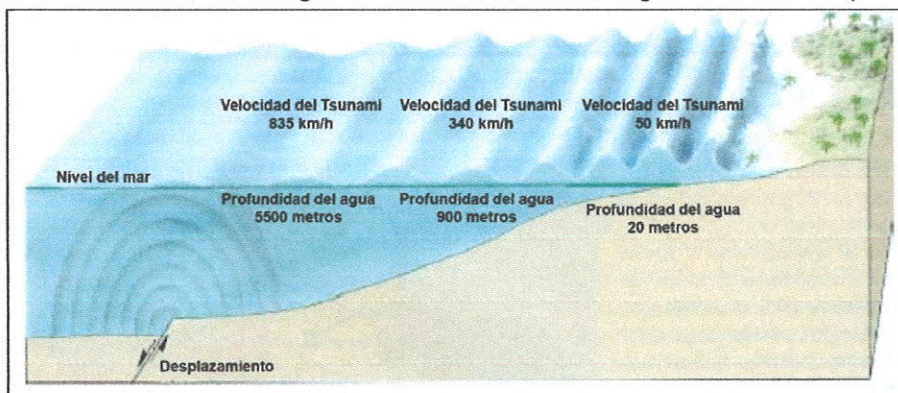 Velocidad del Tsunami
835 km/h
Velocidad del Tsunami
340 km/h
Velocidad del Tsunami
50 km/h
Nivel del mar
Profundidad del agua
5500 metros
Profundidad del agua
900 metros
Profundidad del agua
20 metros
Desplazamiento